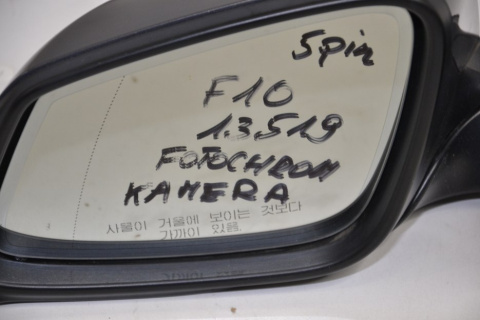 5pin
F10
1.3.519
FOTOCHROM
KAMERA
사물이 거울에 보이는 것보다
가까이 있음.